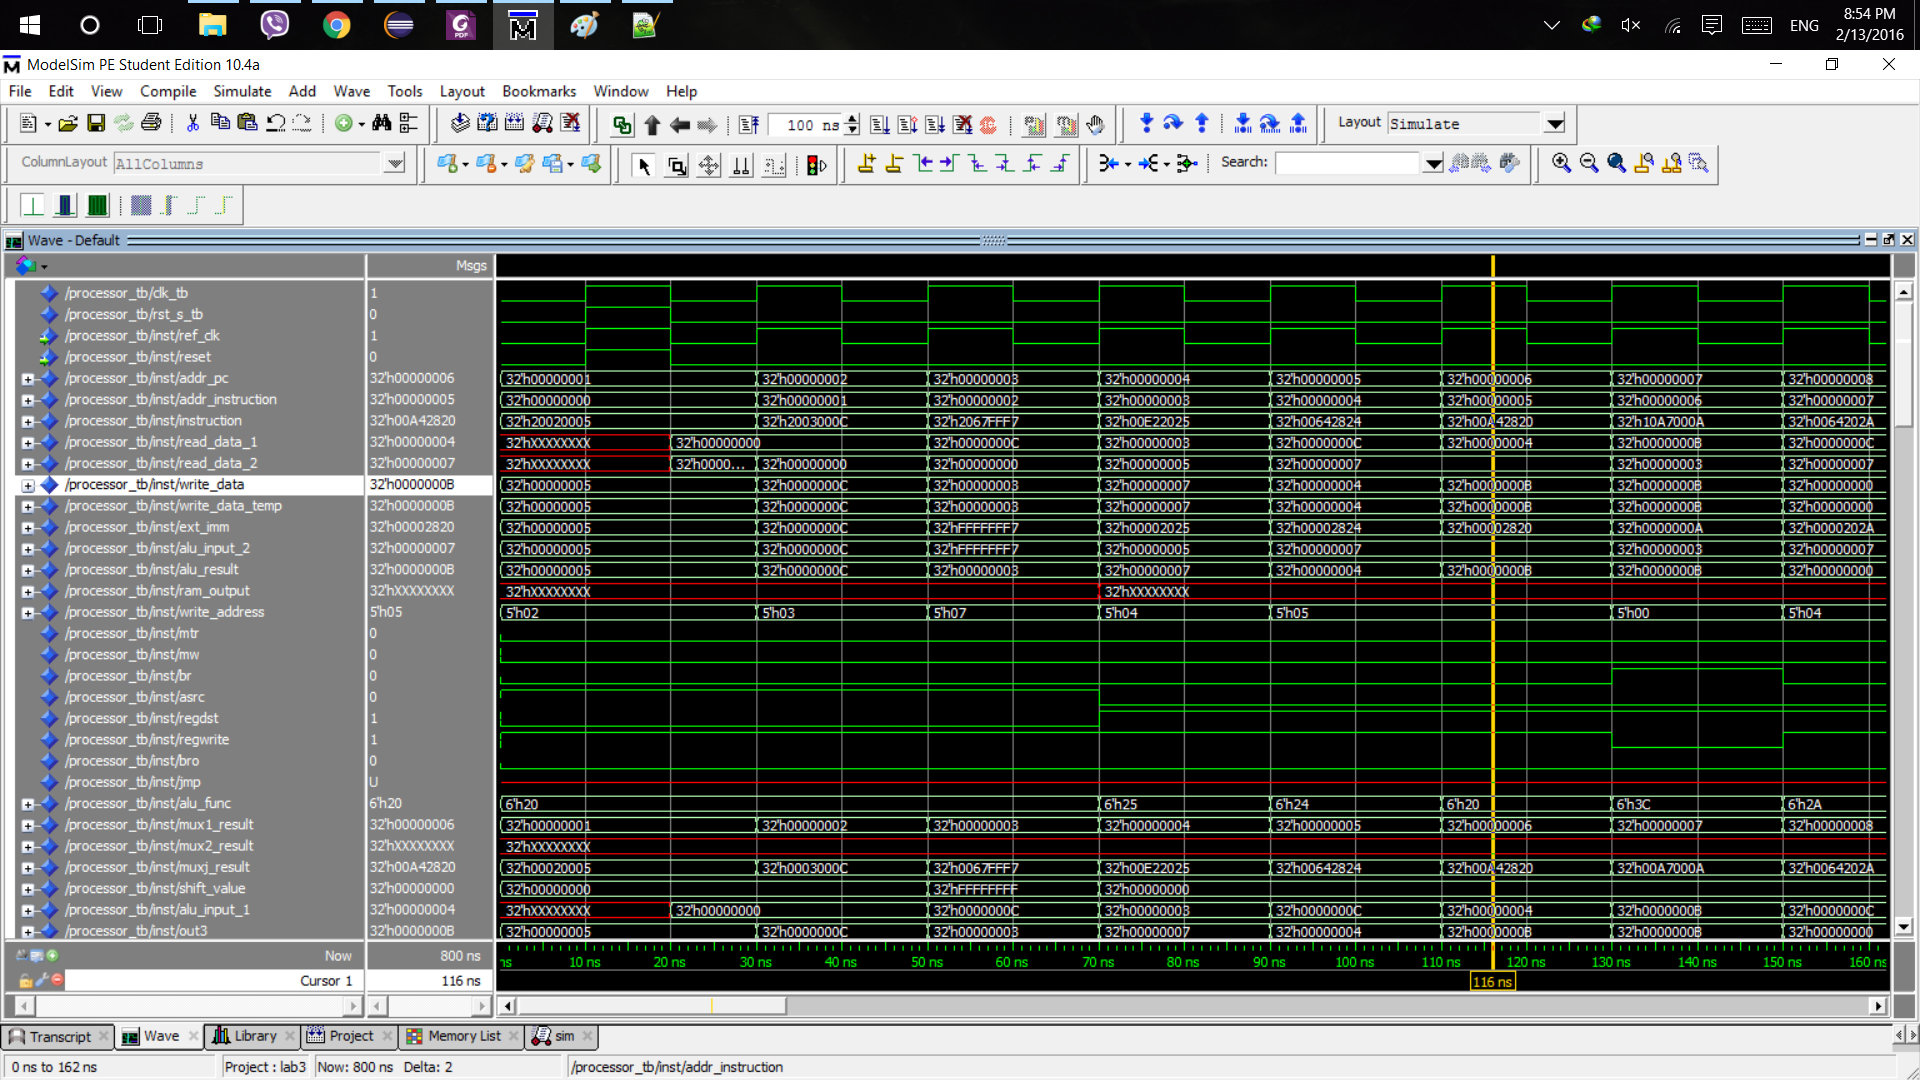 8:54 PM
ENG
2/13/2016
ModelSim PE Student Edition 10.4a
File Edit View Compile Simulate Add Wave Tools Layout Bookmarks Window Help
100 ns
Layout Simulate
ColumnLayout AllColumns
Search:
Wave - Default
Msgs
/processor_tb/clk_tb 1
/processor_tb/rst_s_tb 0
/processor_tb/inst/ref_clk 1
/processor_tb/inst/reset 0
/processor_tb/inst/addr_pc 32'h00000006 32'h00000001 32'h00000002 32'h00000003 32'h00000004 32'h00000005 32'h00000006 32'h00000007 32'h00000008
/processor_tb/inst/addr_instruction 32'h00000005 32'h00000000 32'h00000001 32'h00000002 32'h00000003 32'h00000004 32'h00000005 32'h00000006 32'h00000007
/processor_tb/inst/instruction 32'h00A42820 32'h20020005 32'h2003000C 32'h2067FFF7 32'h00E22025 32'h00642824 32'h00A42820 32'h10A7000A 32'h0064202A
/processor_tb/inst/read_data_1 32'h00000004 32'hXXXXXXXX 32'h00000000 32'h0000000C 32'h00000003 32'h0000000C 32'h00000004 32'h0000000B 32'h0000000C
/processor_tb/inst/read_data_2 32'h00000007 32'hXXXXXXXX 32'h0000... 32'h00000000 32'h00000000 32'h00000005 32'h00000007 32'h00000003 32'h00000007
/processor_tb/inst/write_data 32'h0000000B 32'h00000005 32'h0000000C 32'h00000003 32'h00000007 32'h00000004 32'h0000000B 32'h0000000B 32'h00000000
/processor_tb/inst/write_data_temp 32'h0000000B 32'h00000005 32'h0000000C 32'h00000003 32'h00000007 32'h00000004 32'h0000000B 32'h0000000B 32'h00000000
/processor_tb/inst/ext_imm 32'h00002820 32'h00000005 32'h0000000C 32'hFFFFFFF7 32'h00002025 32'h00002824 32'h00002820 32'h0000000A 32'h0000202A
/processor_tb/inst/alu_input_2 32'h00000007 32'h00000005 32'h0000000C 32'hFFFFFFF7 32'h00000005 32'h00000007 32'h00000003 32'h00000007
/processor_tb/inst/alu_result 32'h0000000B 32'h00000005 32'h0000000C 32'h00000003 32'h00000007 32'h00000004 32'h0000000B 32'h0000000B 32'h00000000
/processor_tb/inst/ram_output 32'hXXXXXXXX 32'hXXXXXXXX 32'hXXXXXXXX
/processor_tb/inst/write_address 5'h05 5'h02 5'h03 5'h07 5'h04 5'h05 5'h00 5'h04
/processor_tb/inst/mtr 0
/processor_tb/inst/mw 0
/processor_tb/inst/br 0
/processor_tb/inst/asrc 0
/processor_tb/inst/regdst 1
/processor_tb/inst/regwrite 1
/processor_tb/inst/bro 0
/processor_tb/inst/jmp U
/processor_tb/inst/alu_func 6'h20 6'h20 6'h25 6'h24 6'h20 6'h3C 6'h2A
/processor_tb/inst/mux1_result 32'h00000006 32'h00000001 32'h00000002 32'h00000003 32'h00000004 32'h00000005 32'h00000006 32'h00000007 32'h00000008
/processor_tb/inst/mux2_result 32'hXXXXXXXX 32'hXXXXXXXX
/processor_tb/inst/muxj_result 32'h00A42820 32'h00020005 32'h0003000C 32'h0067FFF7 32'h00E22025 32'h00642824 32'h00A42820 32'h00A7000A 32'h0064202A
/processor_tb/inst/shift_value 32'h00000000 32'h00000000 32'hFFFFFFFF 32'h00000000
/processor_tb/inst/alu_input_1 32'h00000004 32'hXXXXXXXX 32'h00000000 32'h0000000C 32'h00000003 32'h0000000C 32'h00000004 32'h0000000B 32'h0000000C
/processor_tb/inst/out3 32'h0000000B 32'h00000005 32'h0000000C 32'h00000003 32'h00000007 32'h00000004 32'h0000000B 32'h0000000B 32'h00000000
Now 800 ns ns 10 ns 20 ns 30 ns 40 ns 50 ns 60 ns 70 ns 80 ns 90 ns 100 ns 110 ns 120 ns 130 ns 140 ns 150 ns 160 ns
Cursor 1 116 ns 116 ns
Transcript Wave Library Project Memory List sim
0 ns to 162 ns Project : lab3 Now: 800 ns Delta: 2 /processor_tb/inst/addr_instruction